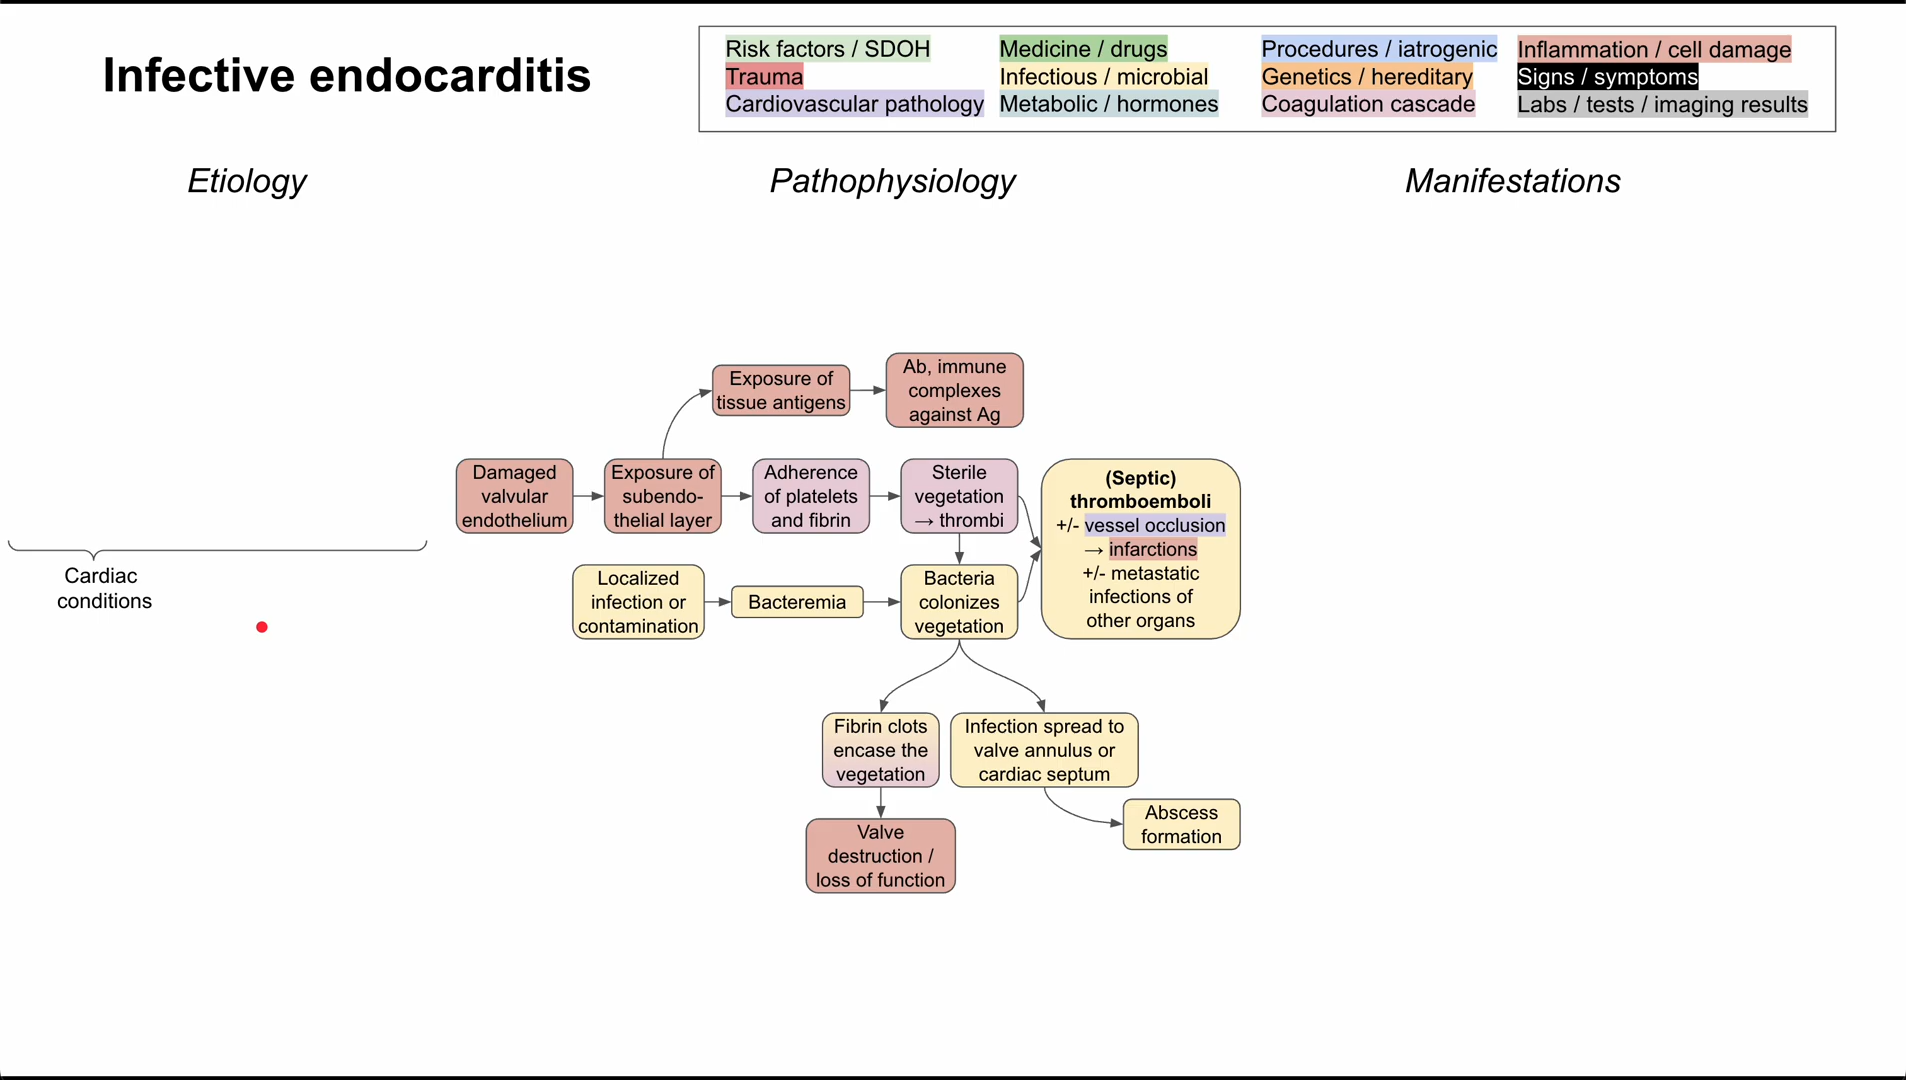 Infective endocarditis
Risk factors / SDOH
Trauma
Cardiovascular pathology
Medicine / drugs
Infectious / microbial
Metabolic / hormones
Procedures / iatrogenic
Genetics / hereditary
Coagulation cascade
Inflammation / cell damage
Signs / symptoms
Labs / tests / imaging results
Etiology
Pathophysiology
Manifestations
Exposure of
tissue antigens
Ab, immune
complexes
against Ag
Damaged
valvular
endothelium
Exposure of
subendo-
thelial layer
Adherence
of platelets
and fibrin
Sterile
vegetation
→ thrombi
(Septic)
thromboemboli
+/- vessel occlusion
→ infarctions
+/- metastatic
infections of
other organs
Cardiac
conditions
Localized
infection or
contamination
Bacteremia
Bacteria
colonizes
vegetation
Fibrin clots
encase the
vegetation
Infection spread to
valve annulus or
cardiac septum
Abscess
formation
Valve
destruction /
loss of function